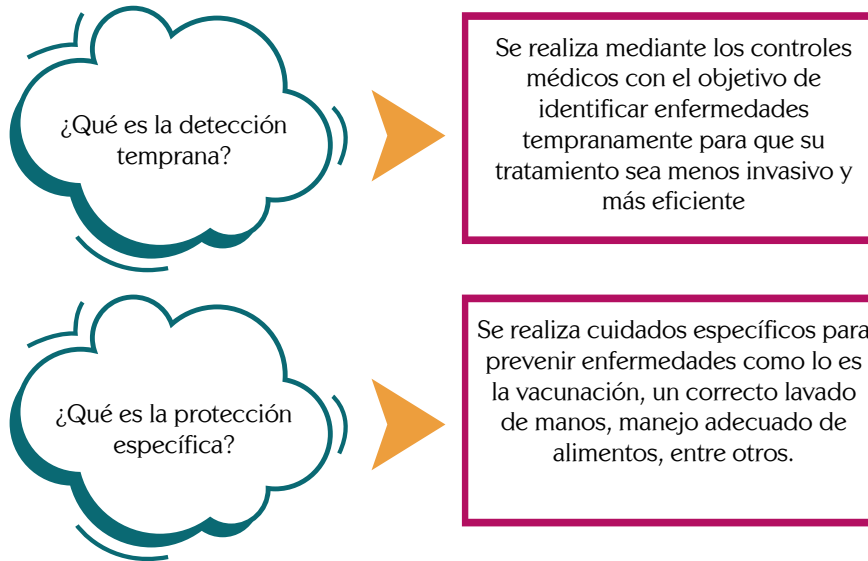 ¿Qué es la detección
temprana?
Se realiza mediante los controles
médicos con el objetivo de
identificar enfermedades
tempranamente para que su
tratamiento sea menos invasivo y
más eficiente
¿Qué es la protección
específica?
Se realiza cuidados específicos para
prevenir enfermedades como lo es
la vacunación, un correcto lavado
de manos, manejo adecuado de
alimentos, entre otros.